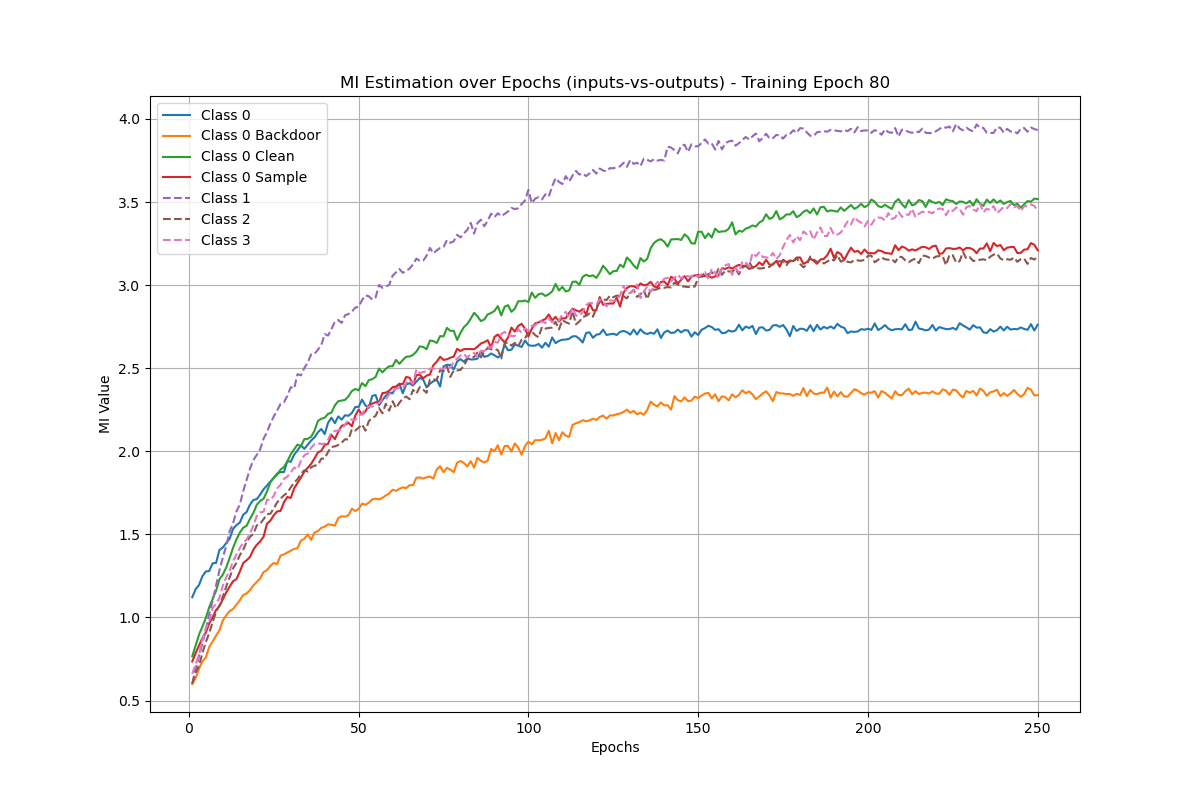 MI Estimation over Epochs (inputs-vs-outputs) - Training Epoch 80
Class 0
Class 0 Backdoor
Class 0 Clean
Class 0 Sample
Class 1
Class 2
Class 3
MI Value
4.0
3.5
3.0
2.5
2.0
1.5
1.0
0.5
0 50 100 150 200 250
Epochs